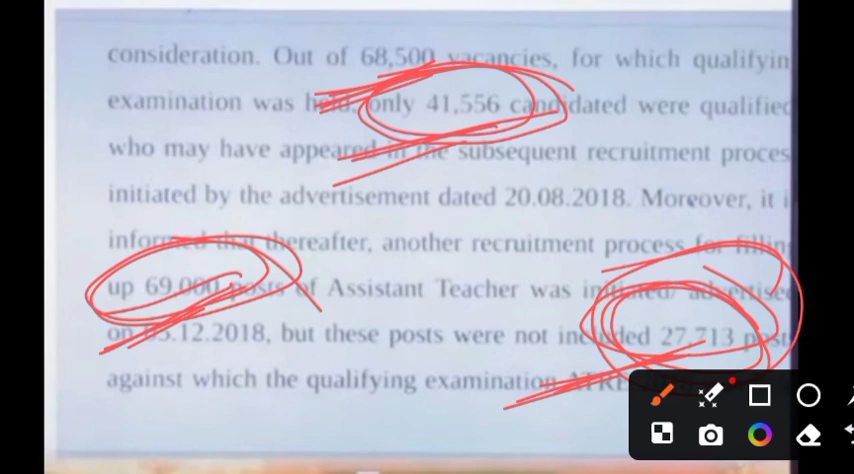 consideration. Out of 68,500 vacancies, for which qualifyin
examination was held, only 41,556 candidated were qualified
who may have appeared in the subsequent recruitment proces
initiated by the advertisement dated 20.08.2018. Moreover, it i
informed that thereafter, another recruitment process for filling
up 69,000 posts of Assistant Teacher was initiated/ advertised
on 05.12.2018, but these posts were not included 27,713 posts
against which the qualifying examination ATRE